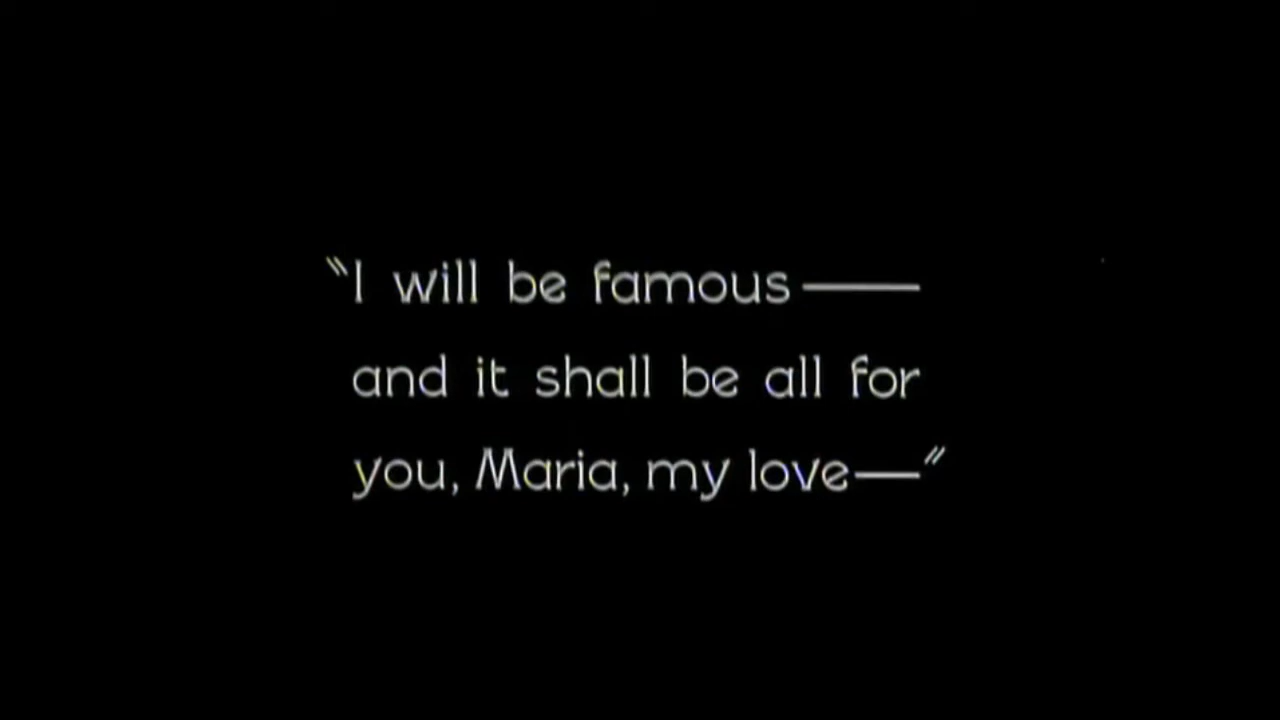 “I will be famous——
and it shall be all for
you, Maria, my love—”